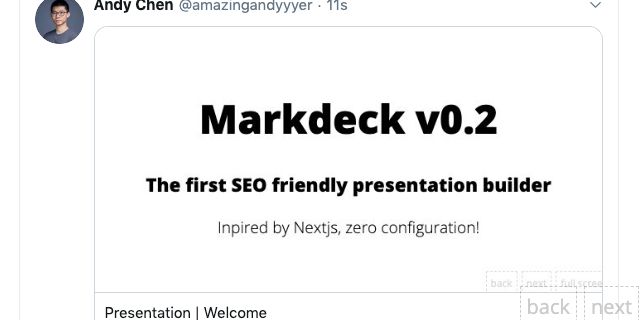 Andy Chen @amazingandyyyer · 11s
Markdeck v0.2
The first SEO friendly presentation builder
Inpired by Nextjs, zero configuration!
back next full scree
Presentation | Welcome
back next